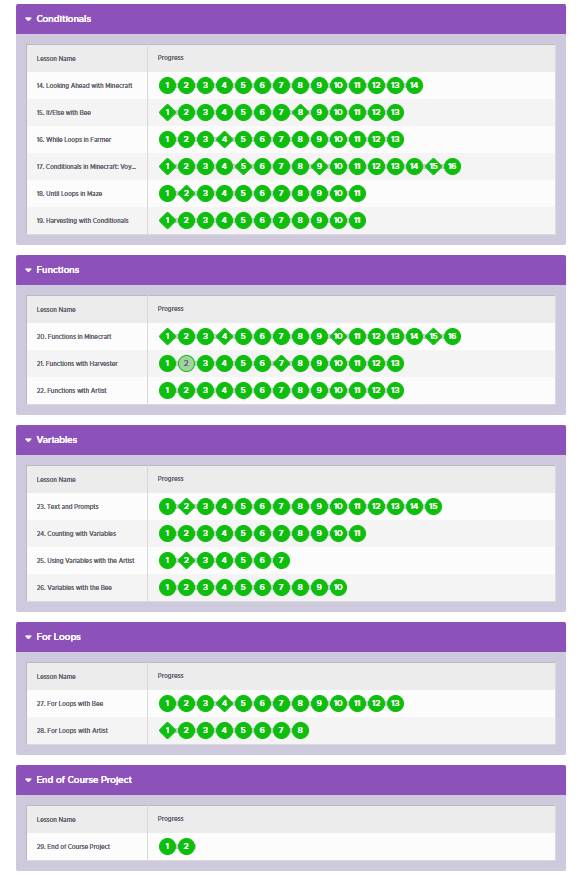 Conditionals
Lesson Name Progress
14. Looking Ahead with Minecraft 1 2 3 4 5 6 7 8 9 10 11 12 13 14
15. If/Else with Bee 1 2 3 4 5 6 7 8 9 10 11 12 13
16. While Loops in Farmer 1 2 3 4 5 6 7 8 9 10 11 12 13
17. Conditionals in Minecraft: Voy... 1 2 3 4 5 6 7 8 9 10 11 12 13 14 15 16
18. Until Loops in Maze 1 2 3 4 5 6 7 8 9 10 11
19. Harvesting with Conditionals 1 2 3 4 5 6 7 8 9 10 11
Functions
Lesson Name Progress
20. Functions in Minecraft 1 2 3 4 5 6 7 8 9 10 11 12 13 14 15 16
21. Functions with Harvester 1 2 3 4 5 6 7 8 9 10 11 12 13
22. Functions with Artist 1 2 3 4 5 6 7 8 9 10 11 12 13
Variables
Lesson Name Progress
23. Text and Prompts 1 2 3 4 5 6 7 8 9 10 11 12 13 14 15
24. Counting with Variables 1 2 3 4 5 6 7 8 9 10 11
25. Using Variables with the Artist 1 2 3 4 5 6 7
26. Variables with the Bee 1 2 3 4 5 6 7 8 9 10
For Loops
Lesson Name Progress
27. For Loops with Bee 1 2 3 4 5 6 7 8 9 10 11 12 13
28. For Loops with Artist 1 2 3 4 5 6 7 8
End of Course Project
Lesson Name Progress
29. End of Course Project 1 2